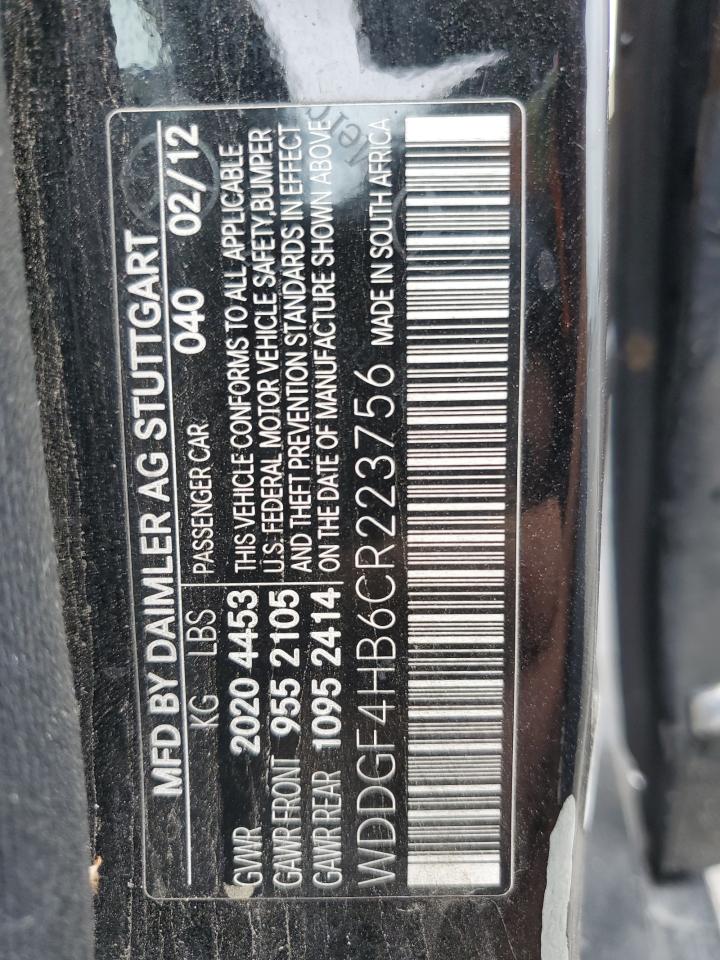 MFD BY DAIMLER AG STUTTGART
KG LBS 040 02/12
GVWR 2020 4453
GAWR FRONT 955 2105
GAWR REAR 1095 2414
PASSENGER CAR
THIS VEHICLE CONFORMS TO ALL APPLICABLE
U.S. FEDERAL MOTOR VEHICLE SAFETY,BUMPER
AND THEFT PREVENTION STANDARDS IN EFFECT
ON THE DATE OF MANUFACTURE SHOWN ABOVE
WDDGF4HB6CR223756 MADE IN SOUTH AFRICA